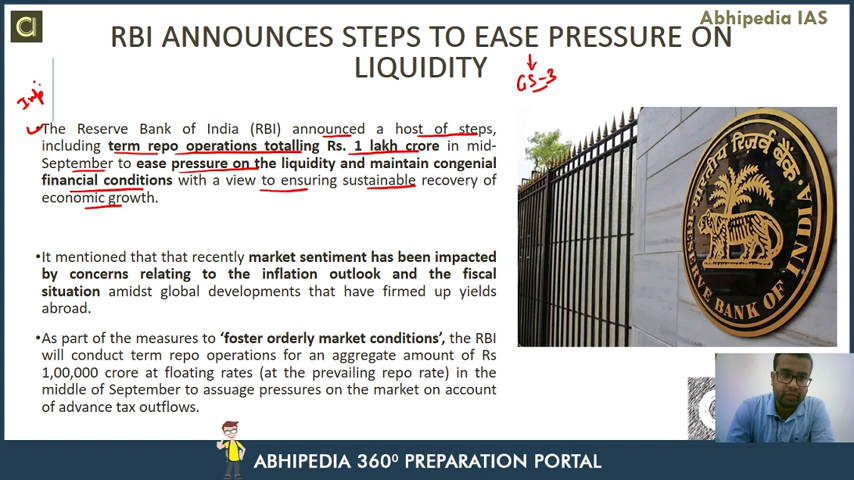 Abhipedia IAS
RBI ANNOUNCES STEPS TO EASE PRESSURE ON
LIQUIDITY
GS-3
Imp.
The Reserve Bank of India (RBI) announced a host of steps,
including term repo operations totalling Rs. 1 lakh crore in mid-
September to ease pressure on the liquidity and maintain congenial
financial conditions with a view to ensuring sustainable recovery of
economic growth.
•It mentioned that that recently market sentiment has been impacted
by concerns relating to the inflation outlook and the fiscal
situation amidst global developments that have firmed up yields
abroad.
•As part of the measures to ‘foster orderly market conditions’, the RBI
will conduct term repo operations for an aggregate amount of Rs
1,00,000 crore at floating rates (at the prevailing repo rate) in the
middle of September to assuage pressures on the market on account
of advance tax outflows.
भारतीय रिज़र्व बैंक
RESERVE BANK OF INDIA
ABHIPEDIA 360⁰ PREPARATION PORTAL